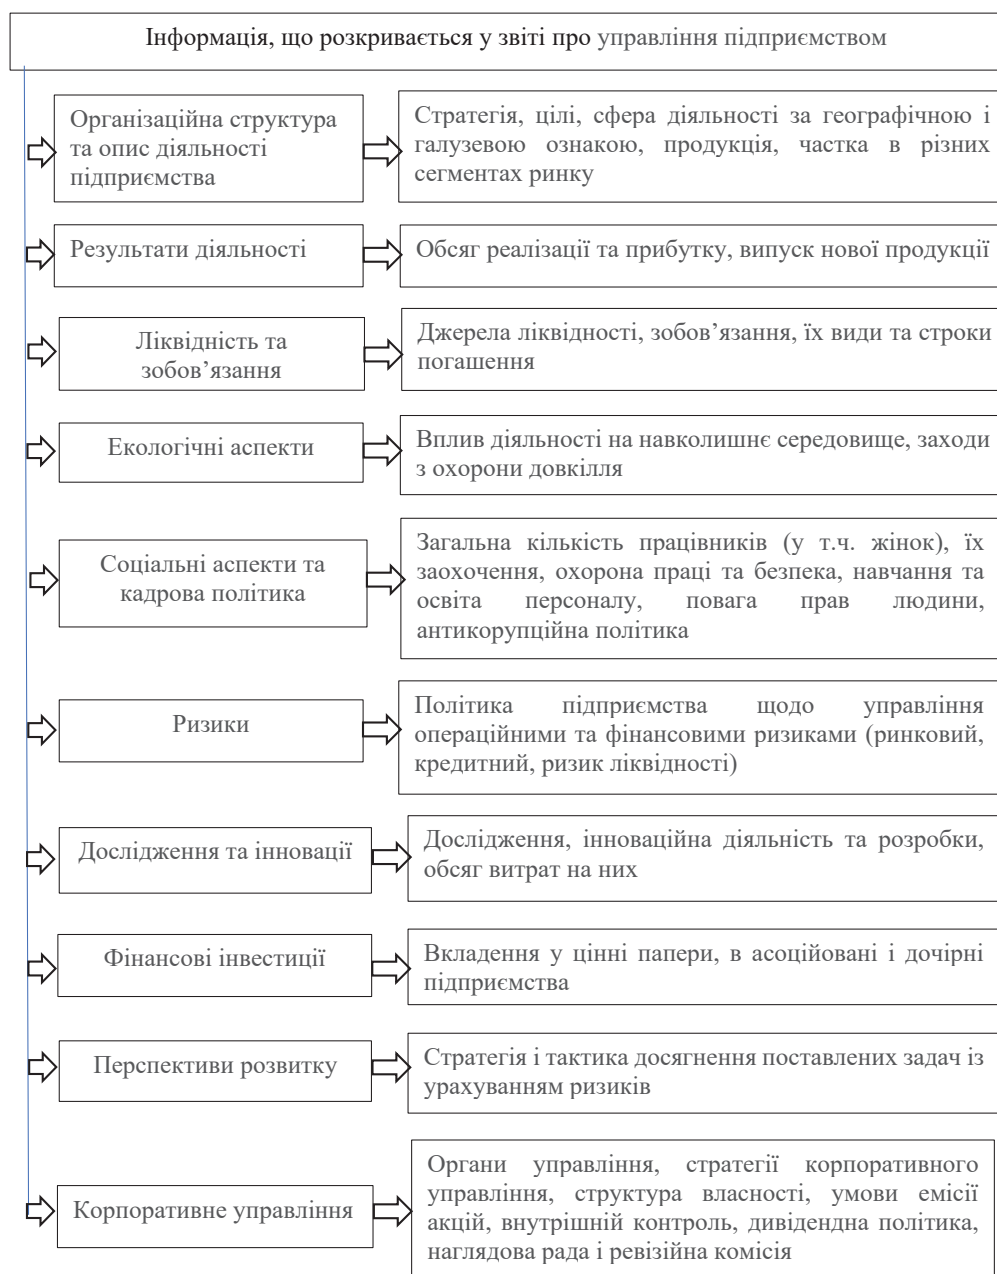 Інформація, що розкривається у звіті про управління підприємством
Організаційна структура
та опис діяльності
підприємства
Стратегія, цілі, сфера діяльності за географічною і
галузевою ознакою, продукція, частка в різних
сегментах ринку
Результати діяльності
Обсяг реалізації та прибутку, випуск нової продукції
Ліквідність та
зобов’язання
Джерела ліквідності, зобов’язання, їх види та строки
погашення
Екологічні аспекти
Вплив діяльності на навколишнє середовище, заходи
з охорони довкілля
Соціальні аспекти та
кадрова політика
Загальна кількість працівників (у т.ч. жінок), їх
заохочення, охорона праці та безпека, навчання та
освіта персоналу, повага прав людини,
антикорупційна політика
Ризики
Політика підприємства щодо управління
операційними та фінансовими ризиками (ринковий,
кредитний, ризик ліквідності)
Дослідження та інновації
Дослідження, інноваційна діяльність та розробки,
обсяг витрат на них
Фінансові інвестиції
Вкладення у цінні папери, в асоційовані і дочірні
підприємства
Перспективи розвитку
Стратегія і тактика досягнення поставлених задач із
урахуванням ризиків
Корпоративне управління
Органи управління, стратегії корпоративного
управління, структура власності, умови емісії
акцій, внутрішній контроль, дивідендна політика,
наглядова рада і ревізійна комісія